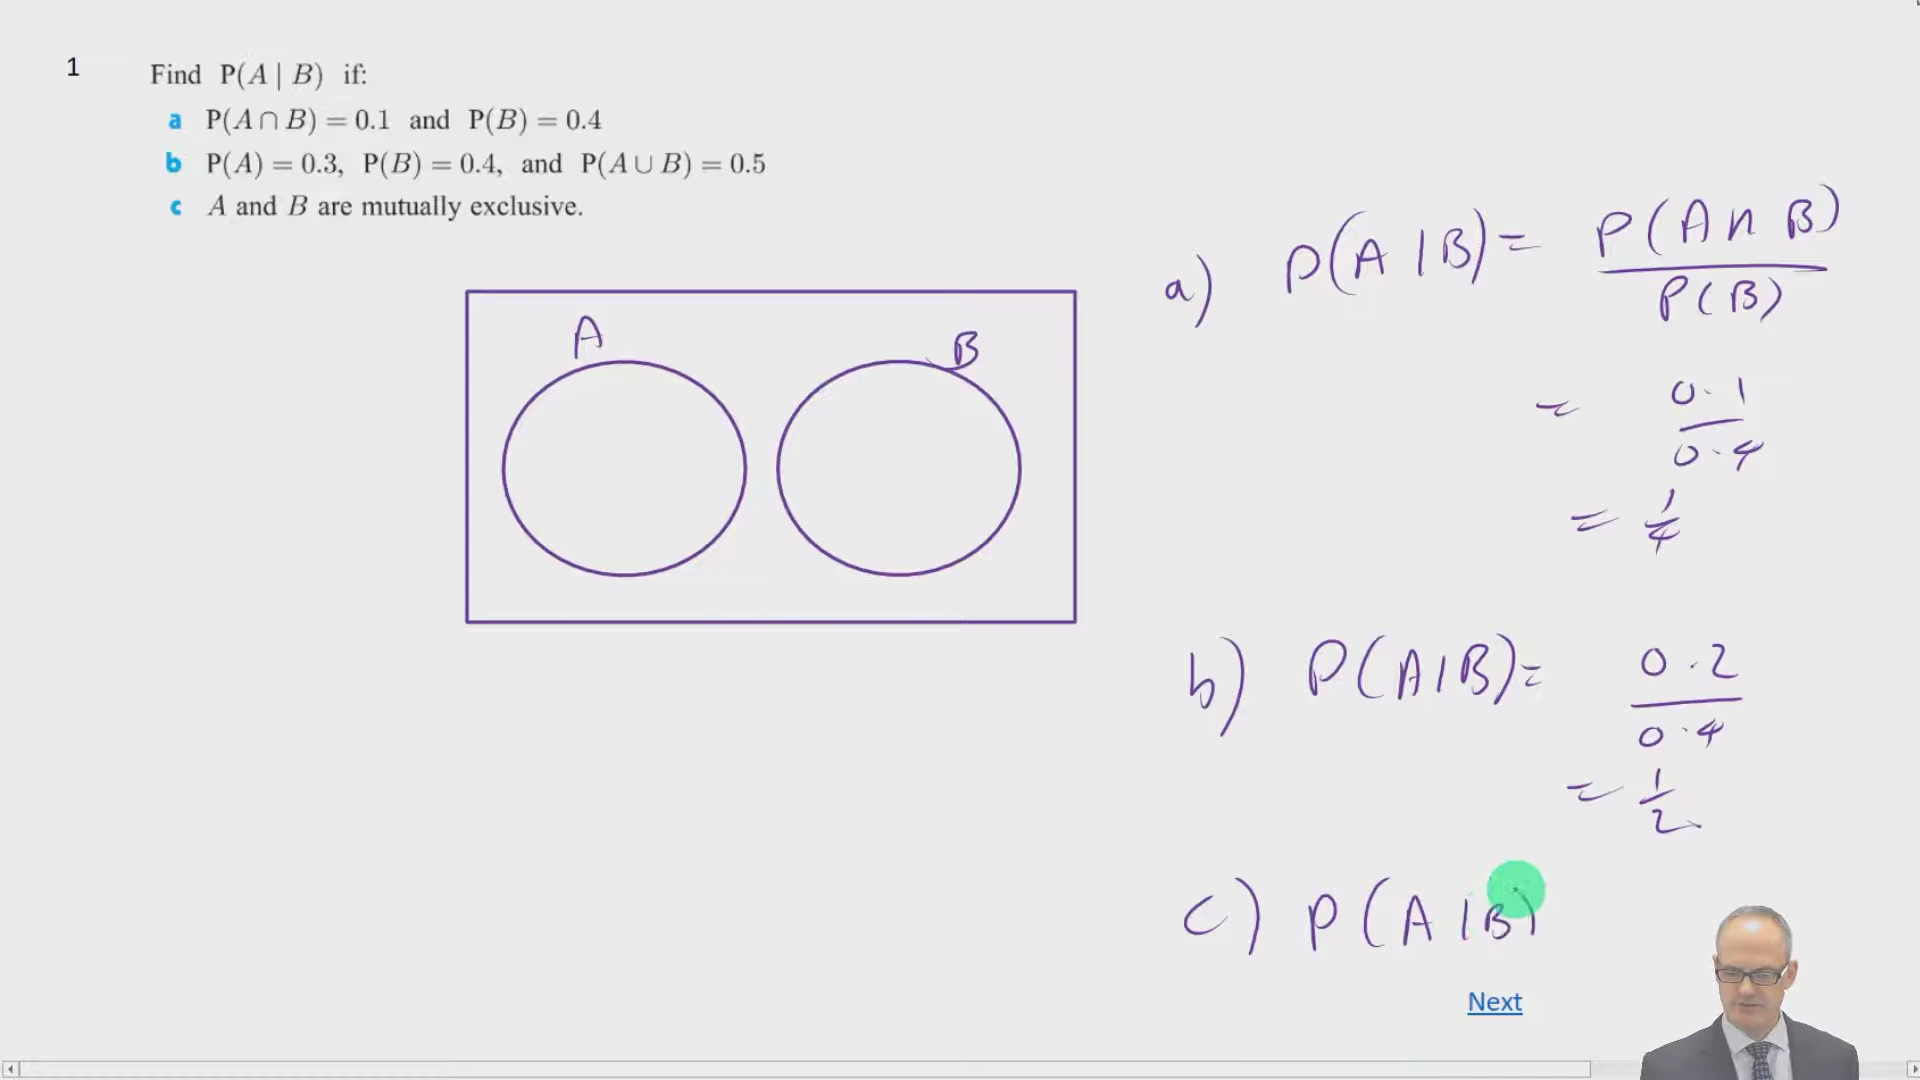 1 Find P(A | B) if:
a P(A ∩ B) = 0.1 and P(B) = 0.4
b P(A) = 0.3, P(B) = 0.4, and P(A ∪ B) = 0.5
c A and B are mutually exclusive.
A
B
a) P(A | B) = P(A ∩ B) / P(B)
= 0.1 / 0.4
= 1/4
b) P(A | B) = 0.2 / 0.4
= 1/2
c) P(A | B)
Next